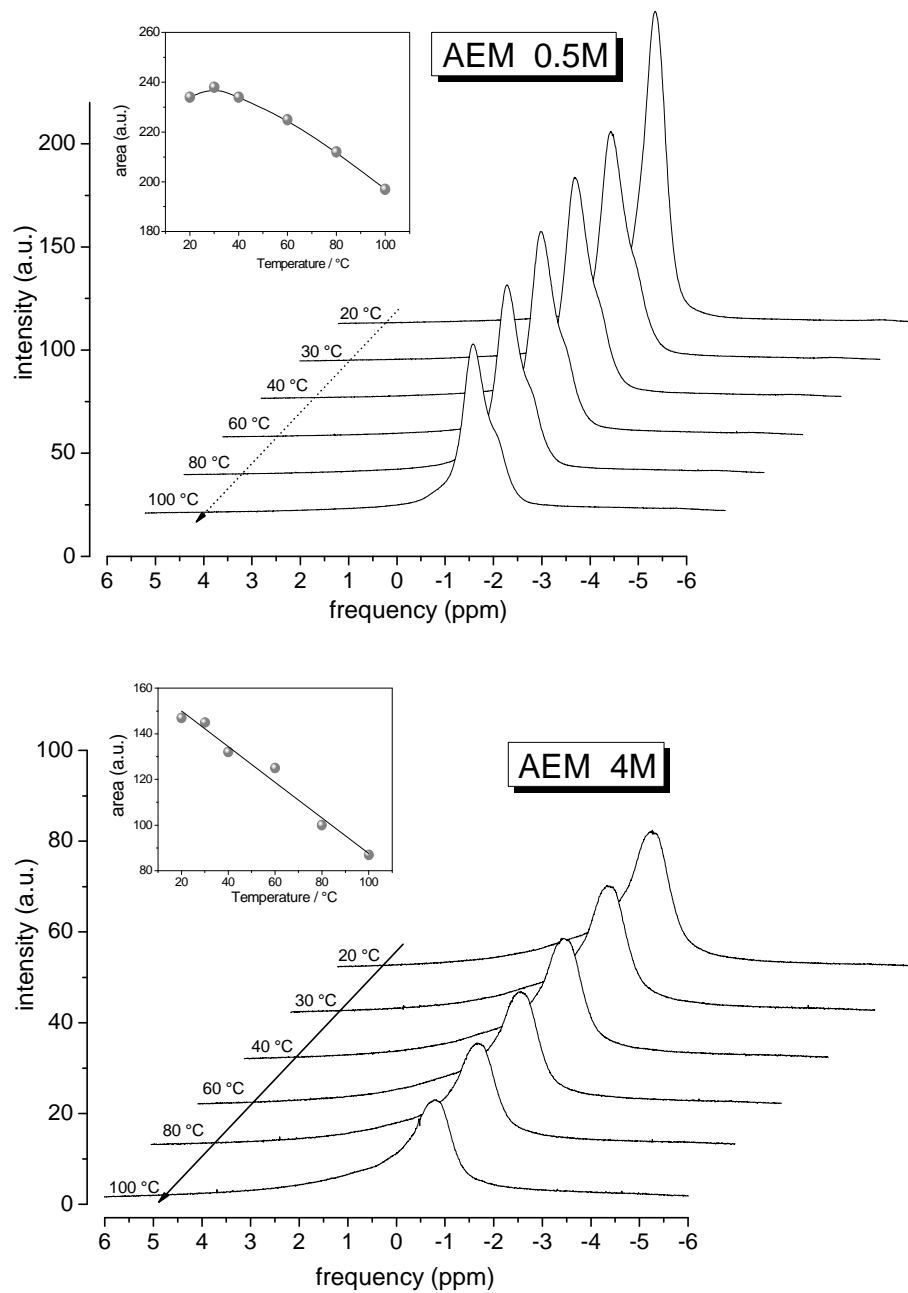 AEM 0.5M
260
240
220
200
180
area (a.u.)
20 40 60 80 100
Temperature / °C
200
150
100
50
0
intensity (a.u.)
20 °C
30 °C
40 °C
60 °C
80 °C
100 °C
6 5 4 3 2 1 0 -1 -2 -3 -4 -5 -6
frequency (ppm)
AEM 4M
160
140
120
100
80
area (a.u.)
20 40 60 80 100
Temperature / °C
100
80
60
40
20
0
intensity (a.u.)
20 °C
30 °C
40 °C
60 °C
80 °C
100 °C
6 5 4 3 2 1 0 -1 -2 -3 -4 -5 -6
frequency (ppm)